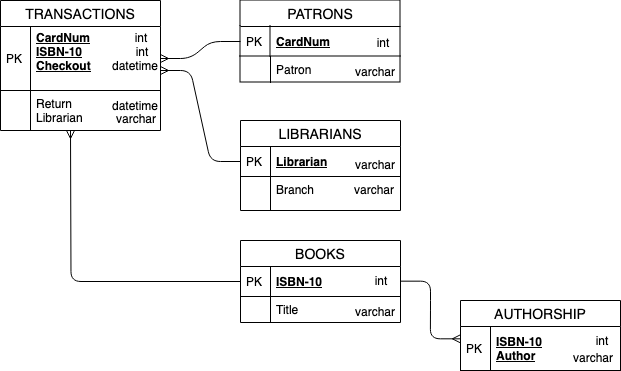 TRANSACTIONS
PK
CardNum int
ISBN-10 int
Checkout datetime
Return datetime
Librarian varchar
PATRONS
PK CardNum int
Patron varchar
LIBRARIANS
PK Librarian varchar
Branch varchar
BOOKS
PK ISBN-10 int
Title varchar
AUTHORSHIP
PK
ISBN-10 int
Author varchar